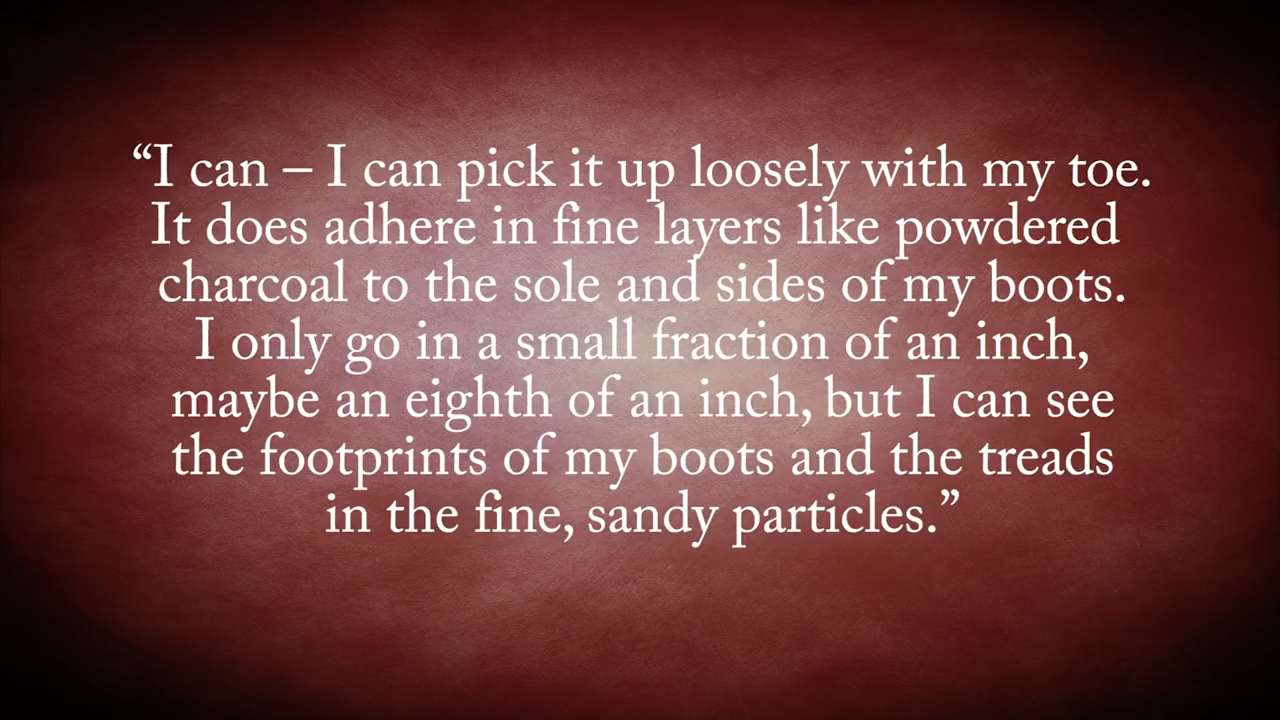 “I can – I can pick it up loosely with my toe.
It does adhere in fine layers like powdered
charcoal to the sole and sides of my boots.
I only go in a small fraction of an inch,
maybe an eighth of an inch, but I can see
the footprints of my boots and the treads
in the fine, sandy particles.”